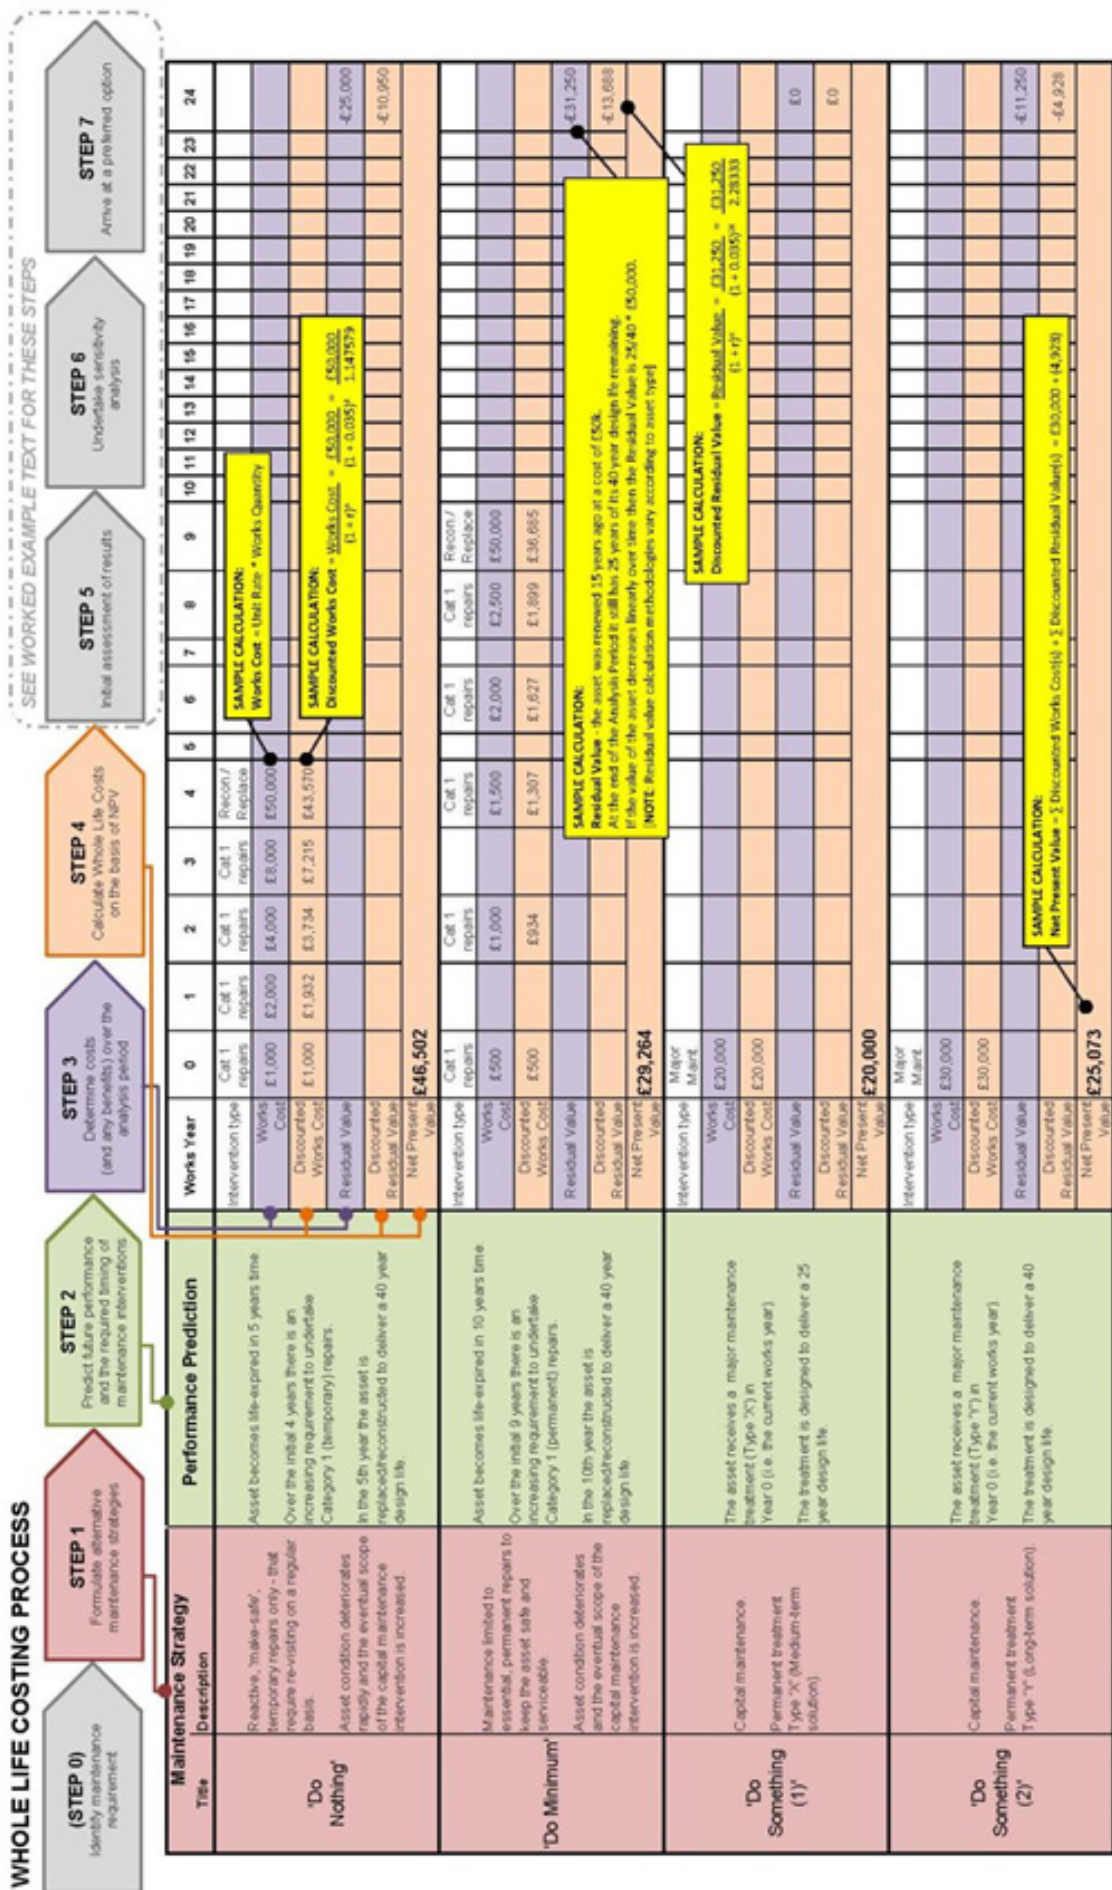 WHOLE LIFE COSTING PROCESS
(STEP 0)
Identify maintenance
requirement
STEP 1
Formulate alternative
maintenance strategies
STEP 2
Predict future performance
and the required timing of
maintenance interventions
STEP 3
Determine costs
(and any benefits) over the
analysis period
STEP 4
Calculate Whole Life Costs
on the basis of NPV
SEE WORKED EXAMPLE TEXT FOR THESE STEPS
STEP 5
Initial assessment of results
STEP 6
Undertake sensitivity
analysis
STEP 7
Arrive at a preferred option
Maintenance Strategy
Title Description
Performance Prediction
Works Year 0 1 2 3 4 5 6 7 8 9 10 11 12 13 14 15 16 17 18 19 20 21 22 23 24
'Do
Nothing'
Reactive, 'make-safe',
temporary repairs only - that
require re-visiting on a regular
basis.
Asset condition deteriorates
rapidly and the eventual scope
of the capital maintenance
intervention is increased.
Asset becomes life-expired in 5 years time.
Over the initial 4 years there is an
increasing requirement to undertake
Category 1 (temporary) repairs.
In the 5th year the asset is
replaced/reconstructed to deliver a 40 year
design life.
Intervention type
Cat 1
repairs
Cat 1
repairs
Cat 1
repairs
Cat 1
repairs
Recon./
Replace
Works
Cost
£1,000 £2,000 £4,000 £8,000 £50,000
Discounted
Works Cost
£1,000 £1,932 £3,734 £7,215 £43,570
Residual Value -£25,000
Discounted
Residual Value
-£10,950
Net Present
Value
£46,502
SAMPLE CALCULATION:
Works Cost = Unit Rate * Works Quantity
SAMPLE CALCULATION:
Discounted Works Cost = Works Cost = £50,000 = £50,000
(1 + r)ⁿ (1 + 0.035)⁴ 1.147579
'Do Minimum'
Maintenance limited to
essential, permanent repairs to
keep the asset safe and
serviceable.
Asset condition deteriorates
and the eventual scope of the
capital maintenance
intervention is increased.
Asset becomes life-expired in 10 years time.
Over the initial 9 years there is an
increasing requirement to undertake
Category 1 (permanent) repairs.
In the 10th year the asset is
replaced/reconstructed to deliver a 40 year
design life
Intervention type
Cat 1
repairs
Cat 1
repairs
Cat 1
repairs
Cat 1
repairs
Cat 1
repairs
Recon./
Replace
Works
Cost
£500 £1,000 £1,500 £2,000 £2,500 £50,000
Discounted
Works Cost
£500 £934 £1,307 £1,627 £1,899 £36,685
Residual Value -£31,250
Discounted
Residual Value
-£13,688
Net Present
Value
£29,264
SAMPLE CALCULATION:
Residual Value - the asset was renewed 15 years ago at a cost of £50k.
At the end of the Analysis Period it still has 25 years of its 40 year design life remaining.
If the value of the asset decreases linearly over time then the Residual Value is 25/40 * £50,000.
[NOTE: Residual value calculation methodologies vary according to asset type]
SAMPLE CALCULATION:
Discounted Residual Value = Residual Value = £31,250 = £31,250
(1 + r)ⁿ (1 + 0.035)²⁴ 2.28333
'Do
Something
(1)'
Capital maintenance.
Permanent treatment
Type 'X' (Medium-term
solution).
The asset receives a major maintenance
treatment (Type 'X') in
Year 0 (i.e. the current works year)
The treatment is designed to deliver a 25
year design life.
Intervention type
Major
Maint.
Works
Cost
£20,000
Discounted
Works Cost
£20,000
Residual Value £0
Discounted
Residual Value
£0
Net Present
Value
£20,000
'Do
Something
(2)'
Capital maintenance.
Permanent treatment
Type 'Y' (Long-term solution).
The asset receives a major maintenance
treatment (Type 'Y') in
Year 0 (i.e. the current works year)
The treatment is designed to deliver a 40
year design life.
Intervention type
Major
Maint.
Works
Cost
£30,000
Discounted
Works Cost
£30,000
Residual Value -£11,250
Discounted
Residual Value
-£4,928
Net Present
Value
£25,073
SAMPLE CALCULATION:
Net Present Value = ∑ Discounted Works Cost(s) + ∑ Discounted Residual Value(s) = £30,000 + (4,928)